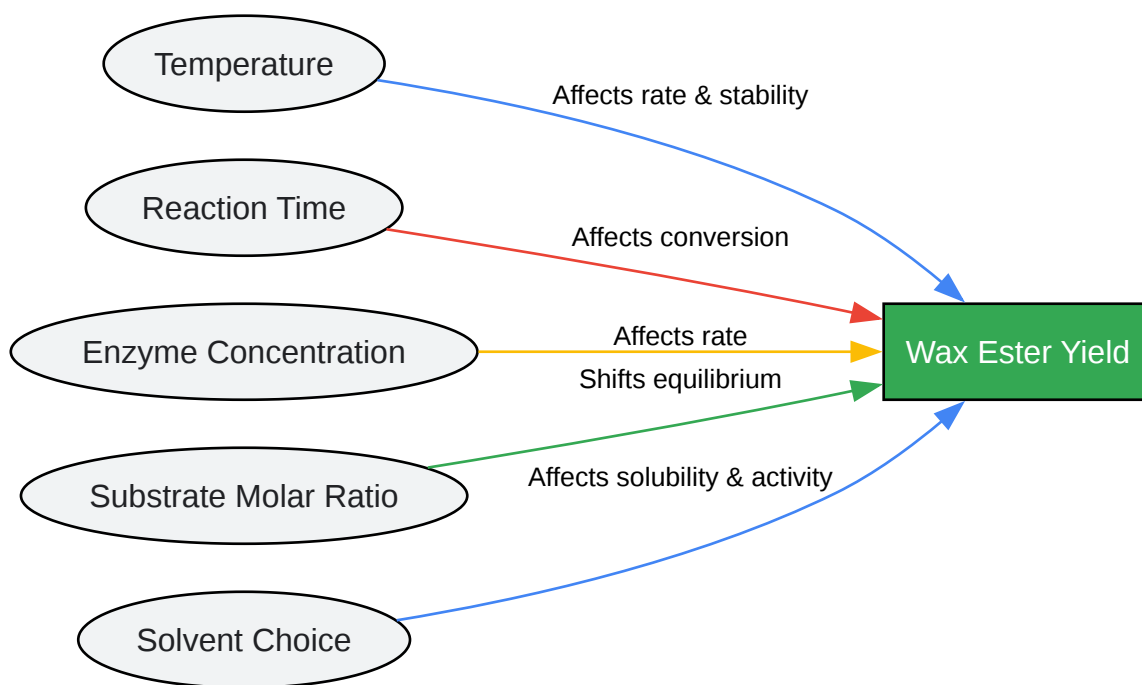 Temperature
Affects rate & stability
Reaction Time
Affects conversion
Enzyme Concentration
Affects rate
Wax Ester Yield
Shifts equilibrium
Substrate Molar Ratio
Affects solubility & activity
Solvent Choice